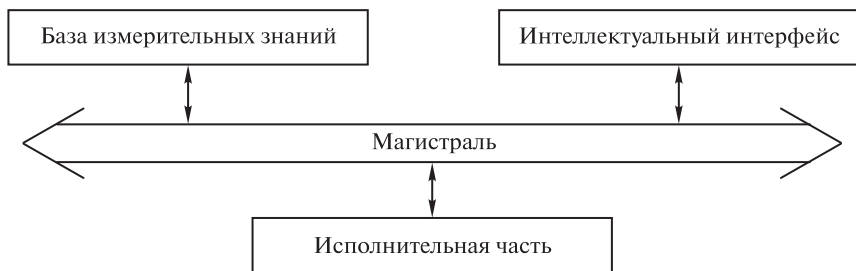 База измерительных знаний
Интеллектуальный интерфейс
Магистраль
Исполнительная часть